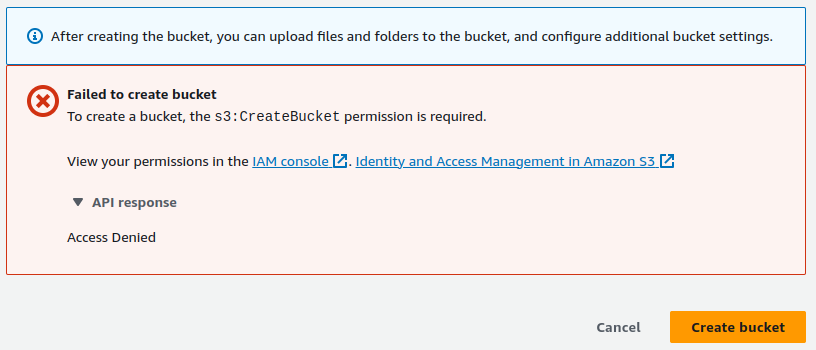 After creating the bucket, you can upload files and folders to the bucket, and configure additional bucket settings.
Failed to create bucket
To create a bucket, the s3:CreateBucket permission is required.
View your permissions in the IAM console. Identity and Access Management in Amazon S3
API response
Access Denied
Cancel
Create bucket